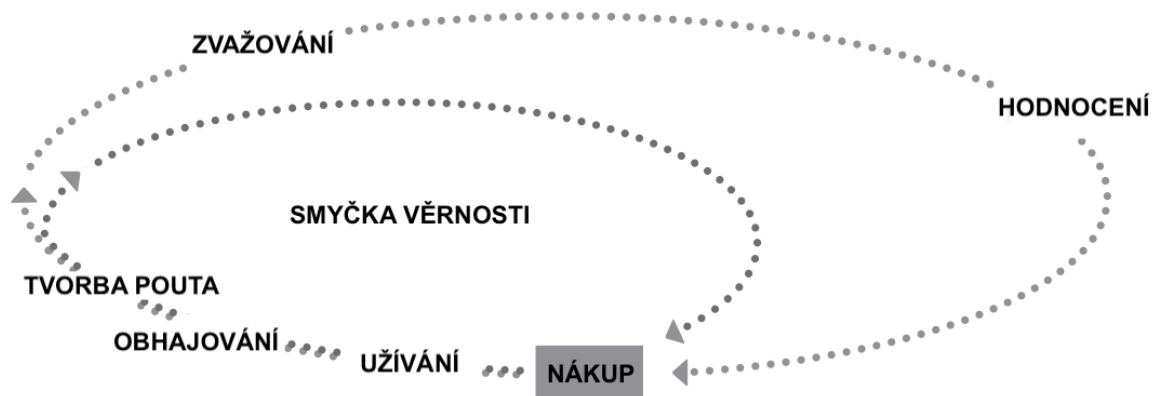 ZVAŽOVÁNÍ
HODNOCENÍ
SMYČKA VĚRNOSTI
TVORBA POUTA
OBHAJOVÁNÍ
UŽÍVÁNÍ
NÁKUP